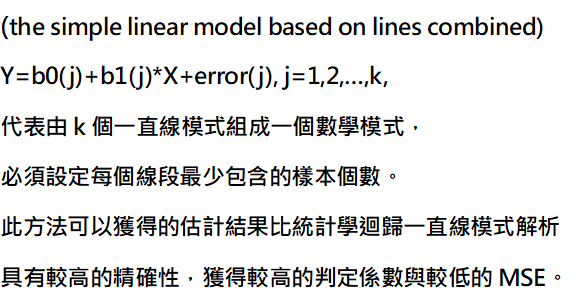 (the simple linear model based on lines combined)
Y=b0(j)+b1(j)*X+error(j), j=1,2,...,k,
代表由 k 個一直線模式組成一個數學模式，
必須設定每個線段最少包含的樣本個數。
此方法可以獲得的估計結果比統計學迴歸一直線模式解析
具有較高的精確性，獲得較高的判定係數與較低的 MSE。